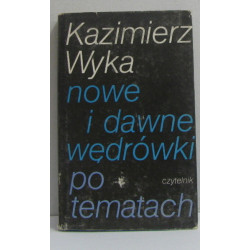 Kazimierz
Wyka
nowe
i dawne
wędrówki
po
czytelnik
tematach